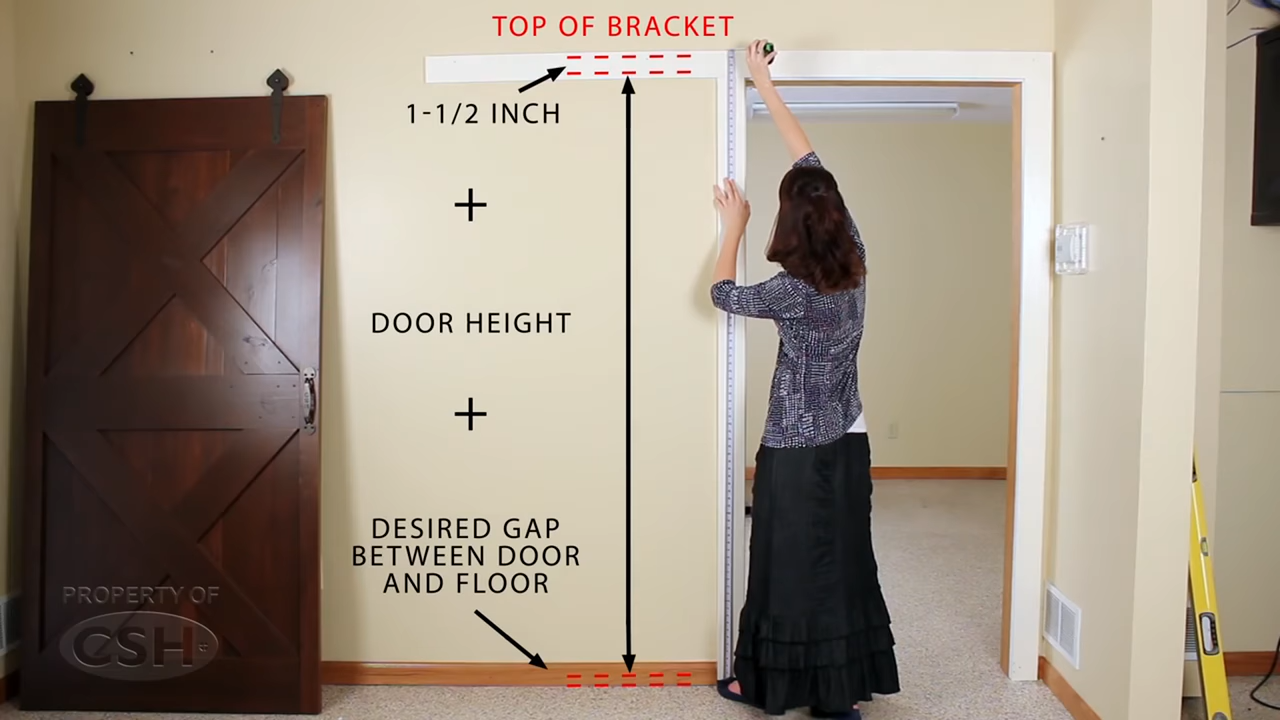 TOP OF BRACKET
1-1/2 INCH
+
DOOR HEIGHT
+
DESIRED GAP
BETWEEN DOOR
AND FLOOR
PROPERTY OF
CSH